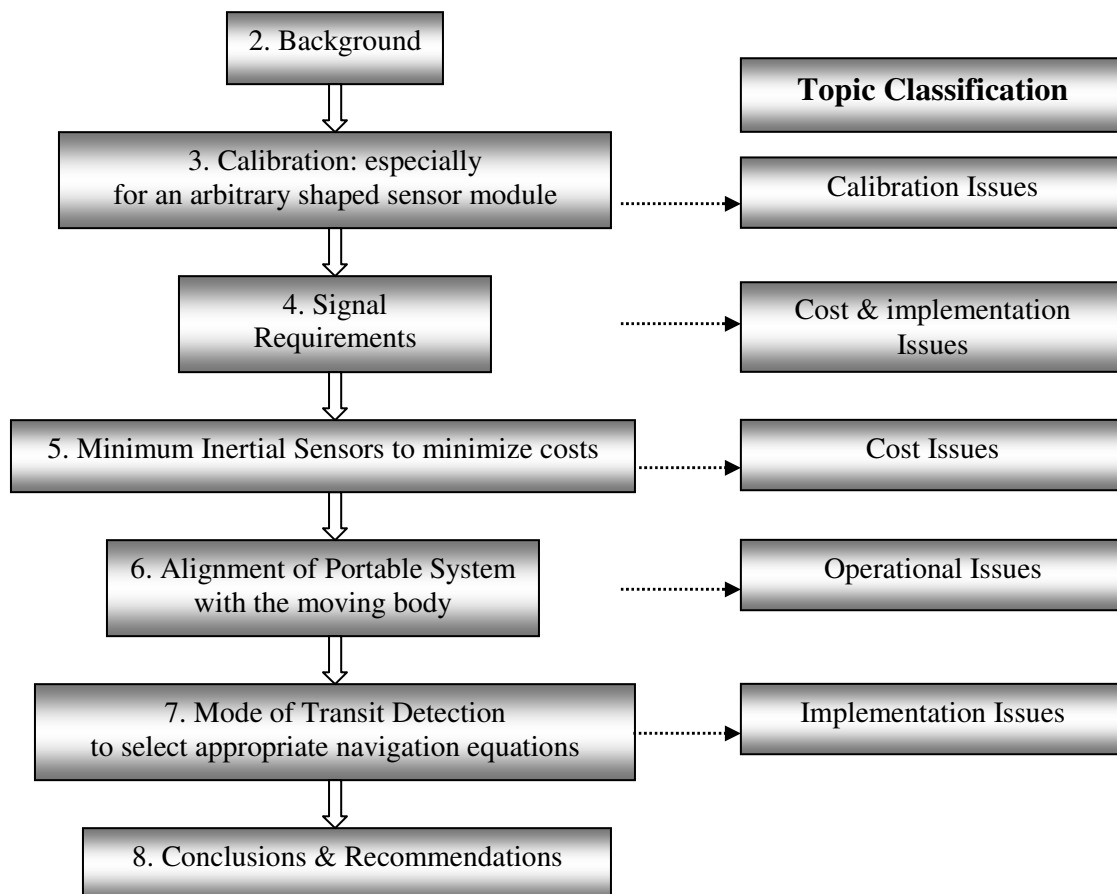 2. Background
Topic Classification
3. Calibration: especially
for an arbitrary shaped sensor module
Calibration Issues
4. Signal
Requirements
Cost & implementation
Issues
5. Minimum Inertial Sensors to minimize costs
Cost Issues
6. Alignment of Portable System
with the moving body
Operational Issues
7. Mode of Transit Detection
to select appropriate navigation equations
Implementation Issues
8. Conclusions & Recommendations